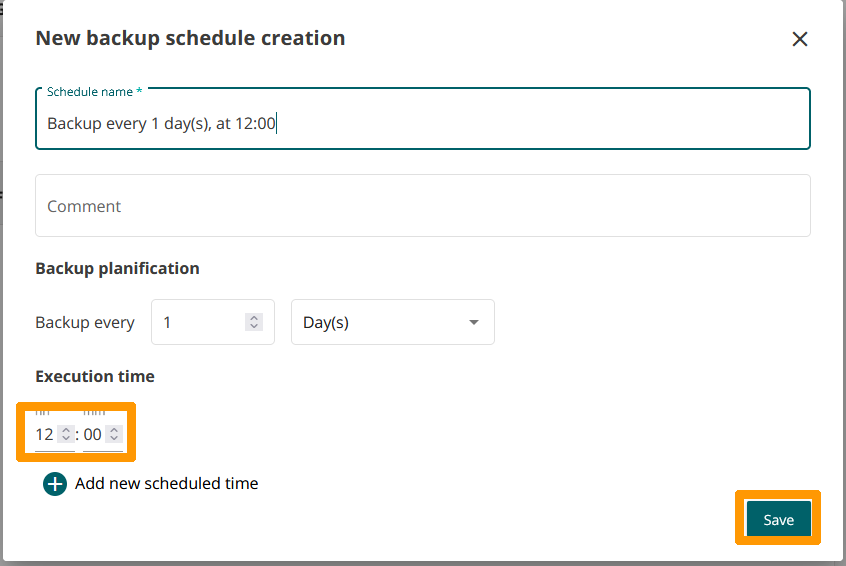 New backup schedule creation
Schedule name *
Backup every 1 day(s), at 12:00
Comment
Backup planification
Backup every 1 Day(s)
Execution time
hh mm
12 : 00
Add new scheduled time
Save